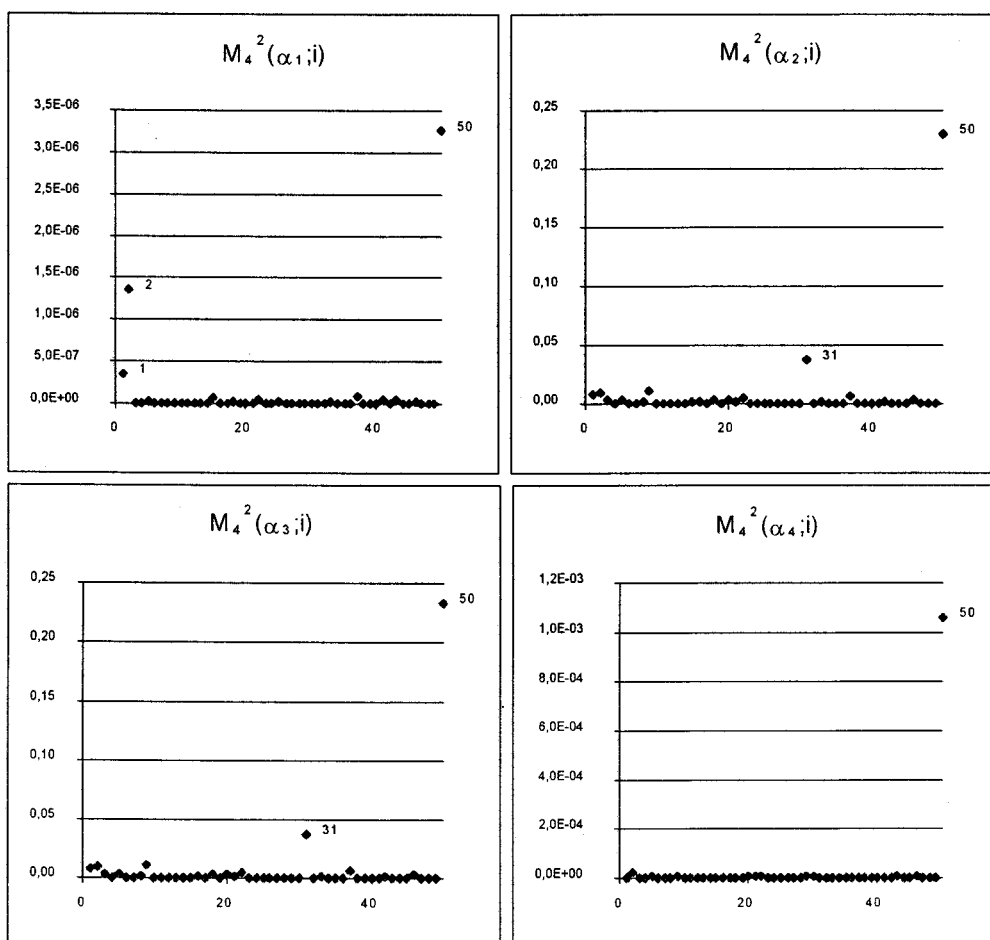 M₄²(α₁;i)
3,5E-06
3,0E-06
2,5E-06
2,0E-06
1,5E-06
1,0E-06
5,0E-07
0,0E+00
50
2
1
0
20
40
M₄²(α₂;i)
0,25
0,20
0,15
0,10
0,05
0,00
50
31
0
20
40
M₄²(α₃;i)
0,25
0,20
0,15
0,10
0,05
0,00
50
31
0
20
40
M₄²(α₄;i)
1,2E-03
1,0E-03
8,0E-04
6,0E-04
4,0E-04
2,0E-04
0,0E+00
50
0
20
40